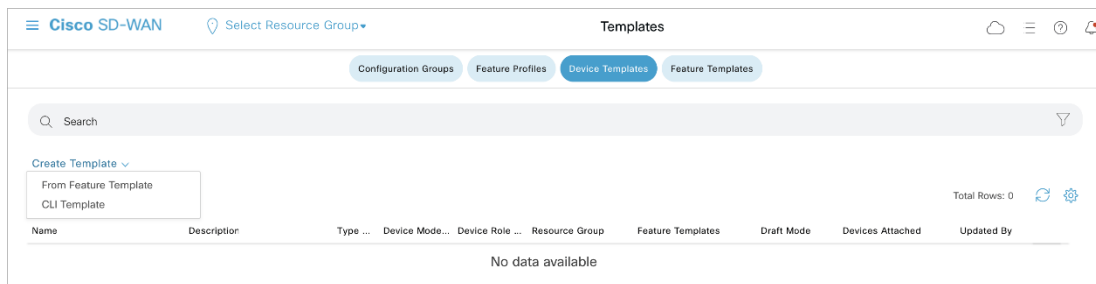 Cisco SD-WAN
Select Resource Group
Templates
Configuration Groups
Feature Profiles
Device Templates
Feature Templates
Search
Create Template
From Feature Template
CLI Template
Total Rows: 0
Name Description Type ... Device Mode... Device Role ... Resource Group Feature Templates Draft Mode Devices Attached Updated By
No data available